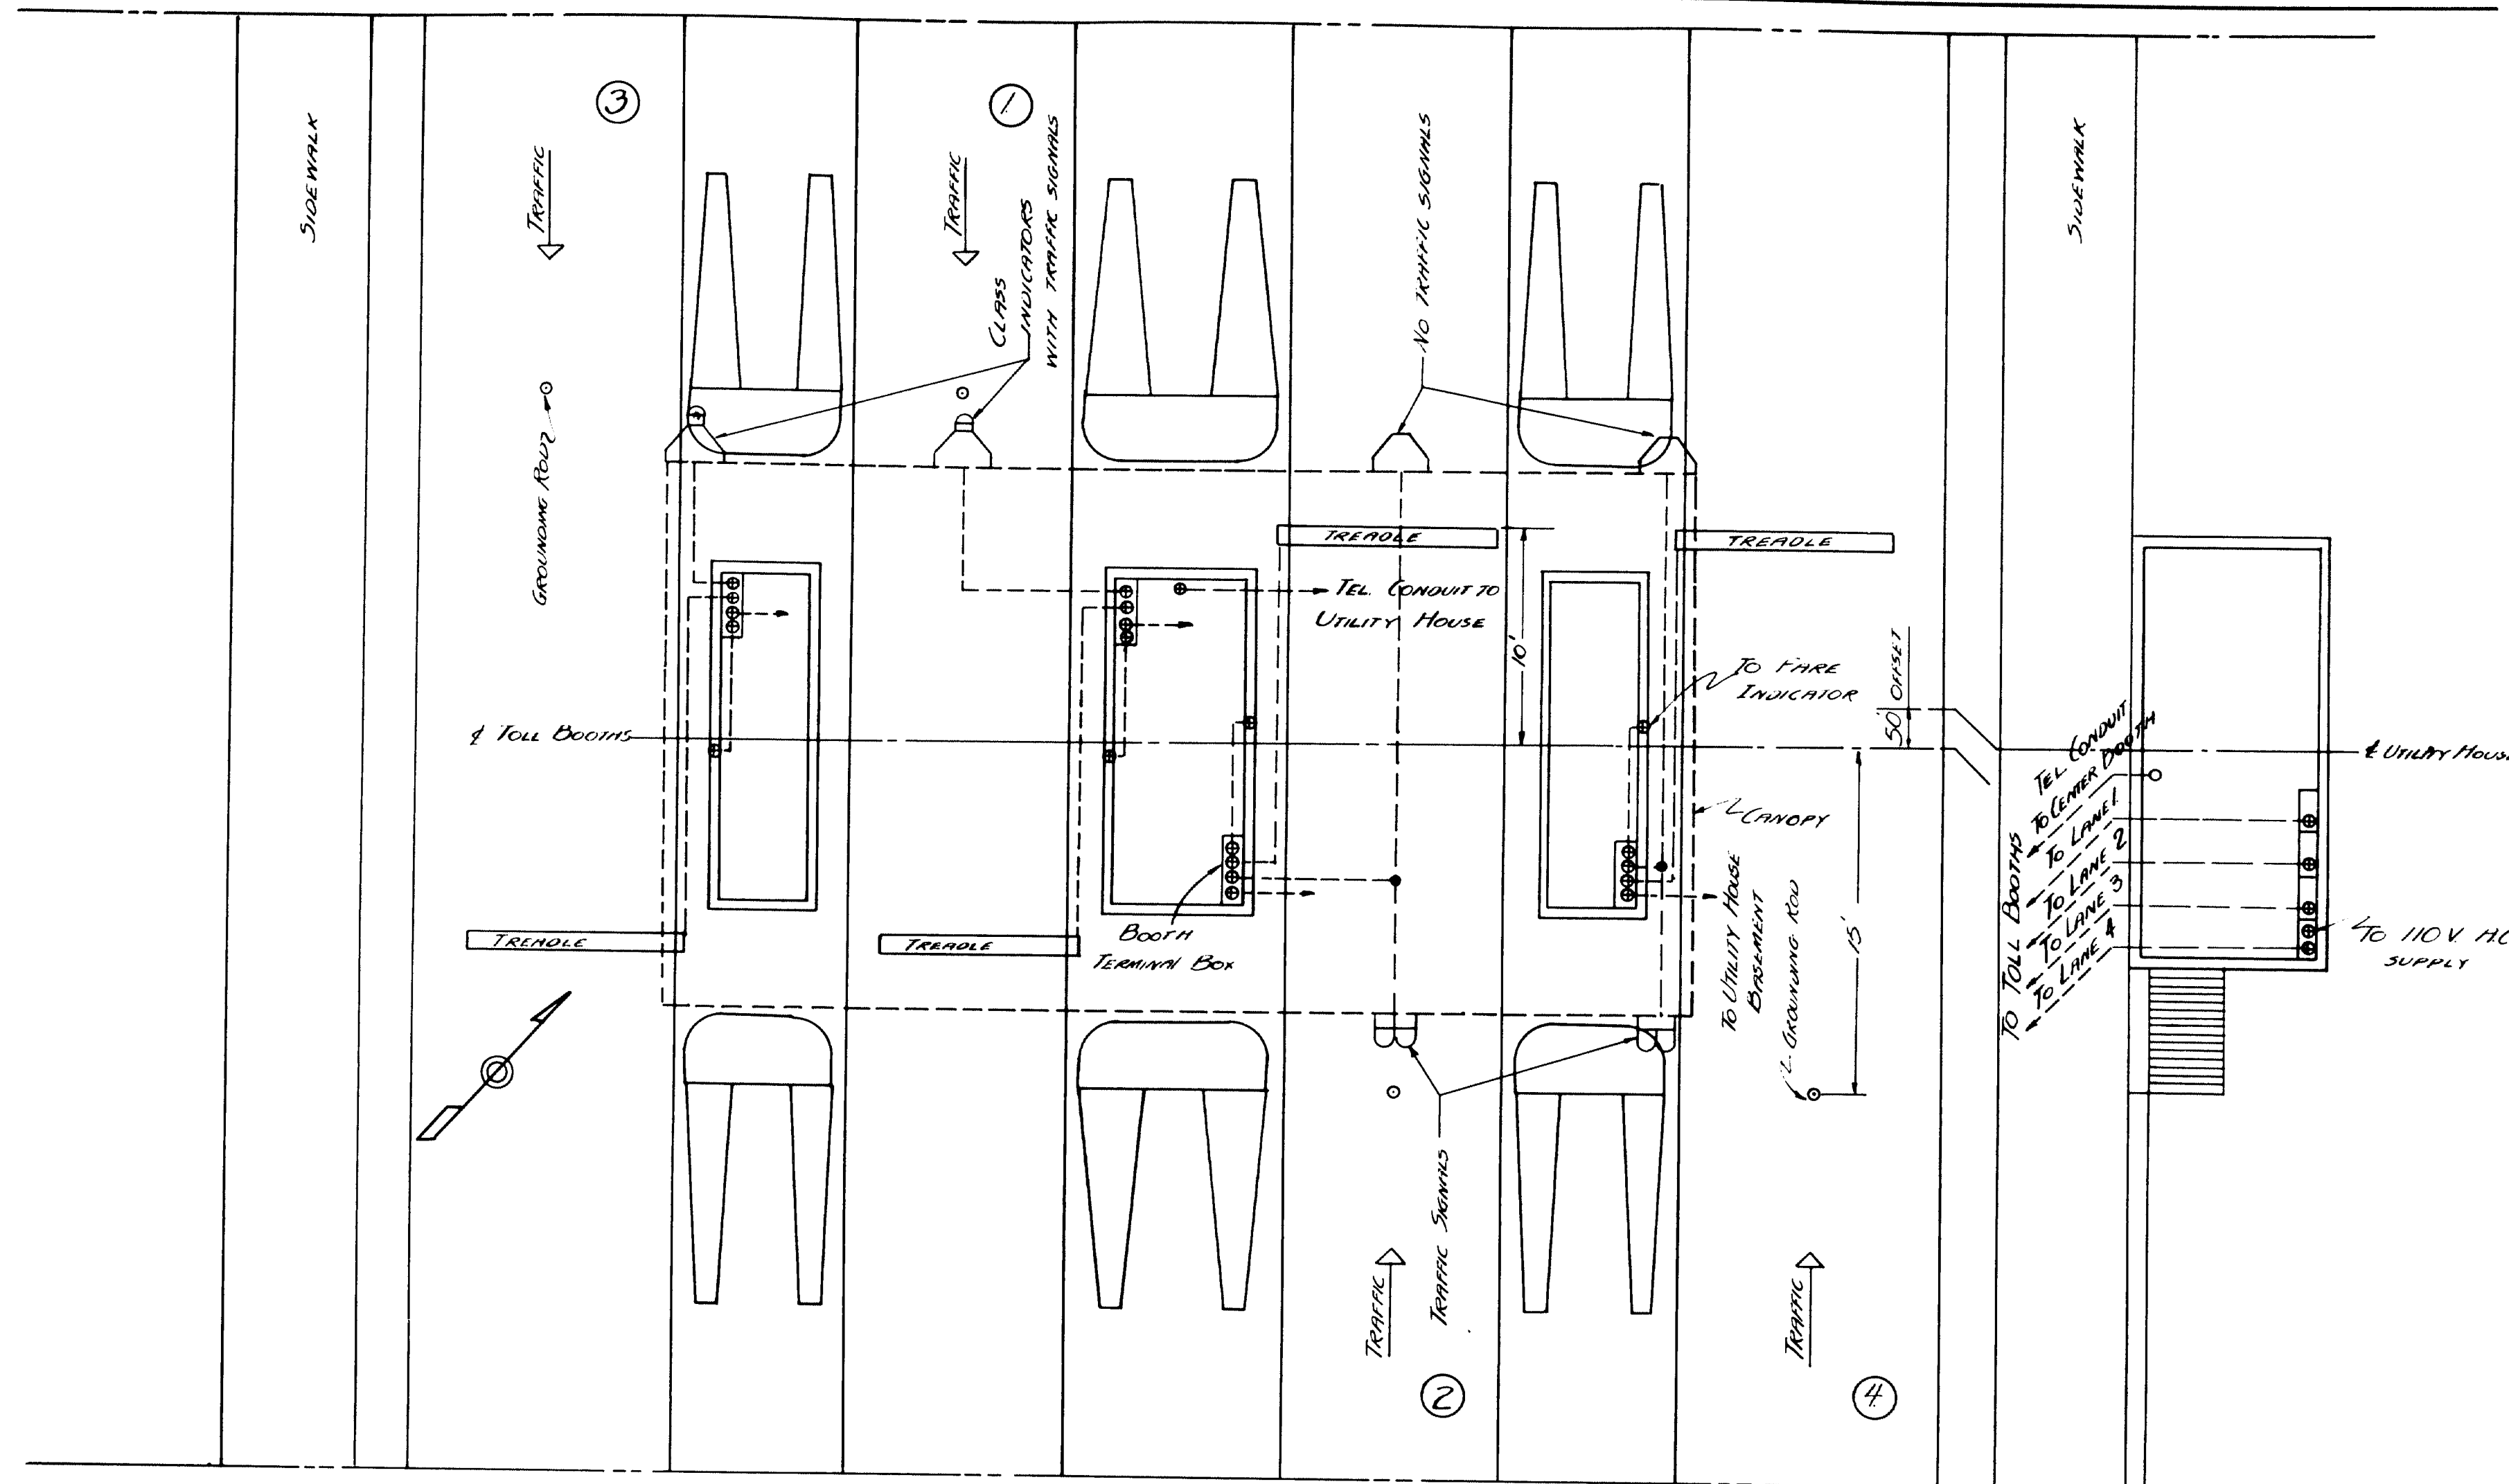 3
1
SIDEWALK
TRAFFIC
TRAFFIC
CLASS
INDICATORS
WITH TRAFFIC SIGNALS
NO TRAFFIC SIGNALS
SIDEWALK
GROUNDING ROD
TREADLE
TREADLE
TEL. CONDUIT TO
UTILITY HOUSE
10'
TO FARE
INDICATOR
50' OFFSET
℄ TOLL BOOTHS
℄ UTILITY HOUSE
TEL. CONDUIT
TO CENTER BOOTH
TO LANE 1
TO LANE 2
TO LANE 3
TO LANE 4
TO TOLL BOOTHS
CANOPY
TO 110 V. A.C.
SUPPLY
TREADLE
TREADLE
BOOTH
TERMINAL BOX
TO UTILITY HOUSE
BASEMENT
GROUNDING ROD
15'
TRAFFIC SIGNALS
TRAFFIC
TRAFFIC
2
4